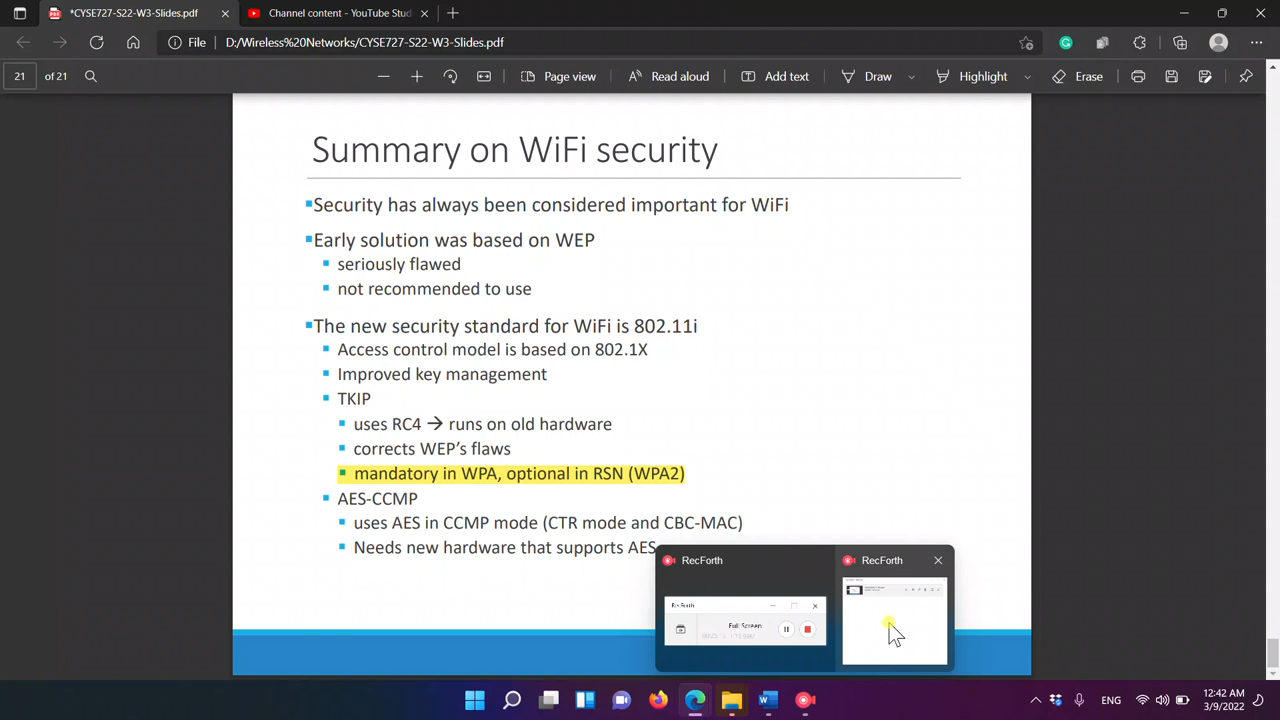 *CYSE727-S22-W3-Slides.pdf
Channel content - YouTube Stud
File
D:/Wireless%20Networks/CYSE727-S22-W3-Slides.pdf
21
of 21
Page view
Read aloud
Add text
Draw
Highlight
Erase
Summary on WiFi security
Security has always been considered important for WiFi
Early solution was based on WEP
seriously flawed
not recommended to use
The new security standard for WiFi is 802.11i
Access control model is based on 802.1X
Improved key management
TKIP
uses RC4 → runs on old hardware
corrects WEP's flaws
mandatory in WPA, optional in RSN (WPA2)
AES-CCMP
uses AES in CCMP mode (CTR mode and CBC-MAC)
Needs new hardware that supports AES
RecForth
RecForth
RecForth
Full Screen
ENG
12:42 AM
3/9/2022